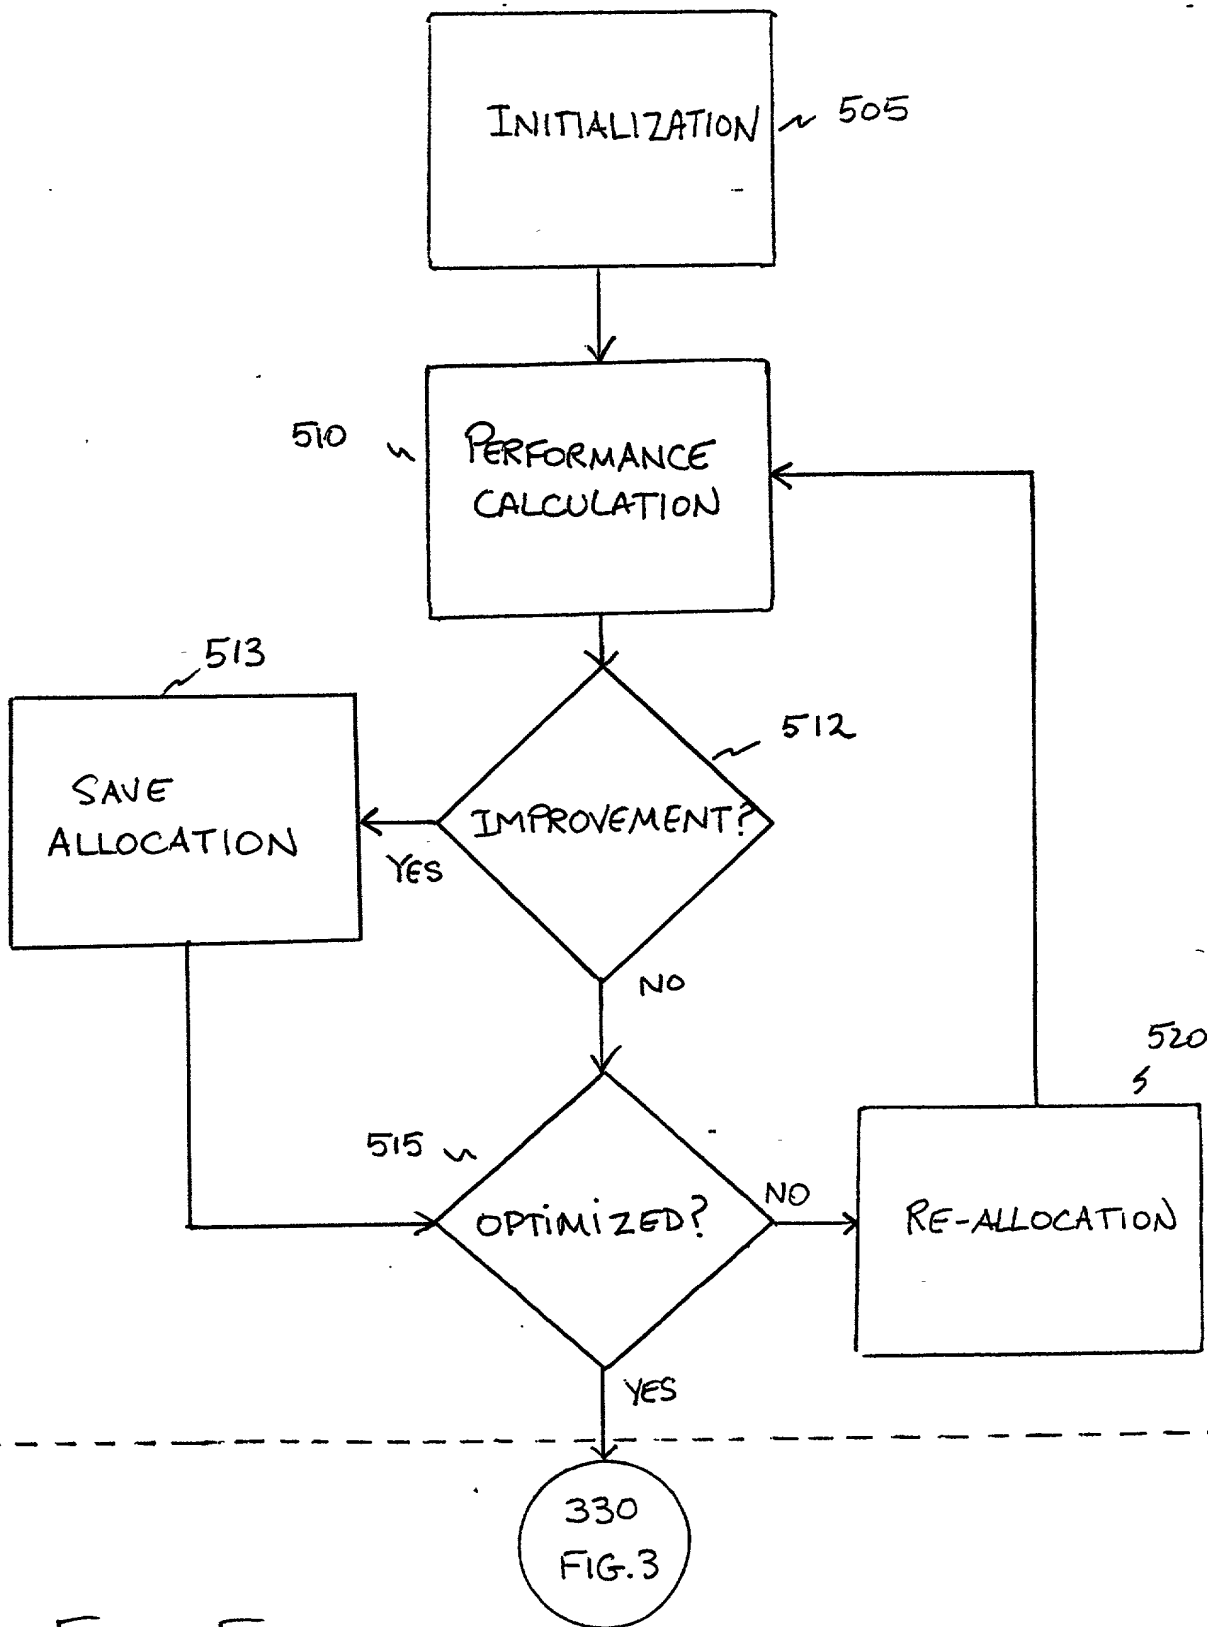 INITIALIZATION
505
510
PERFORMANCE
CALCULATION
513
512
SAVE
ALLOCATION
IMPROVEMENT?
YES
NO
520
515
OPTIMIZED?
NO
RE-ALLOCATION
YES
330
FIG.3